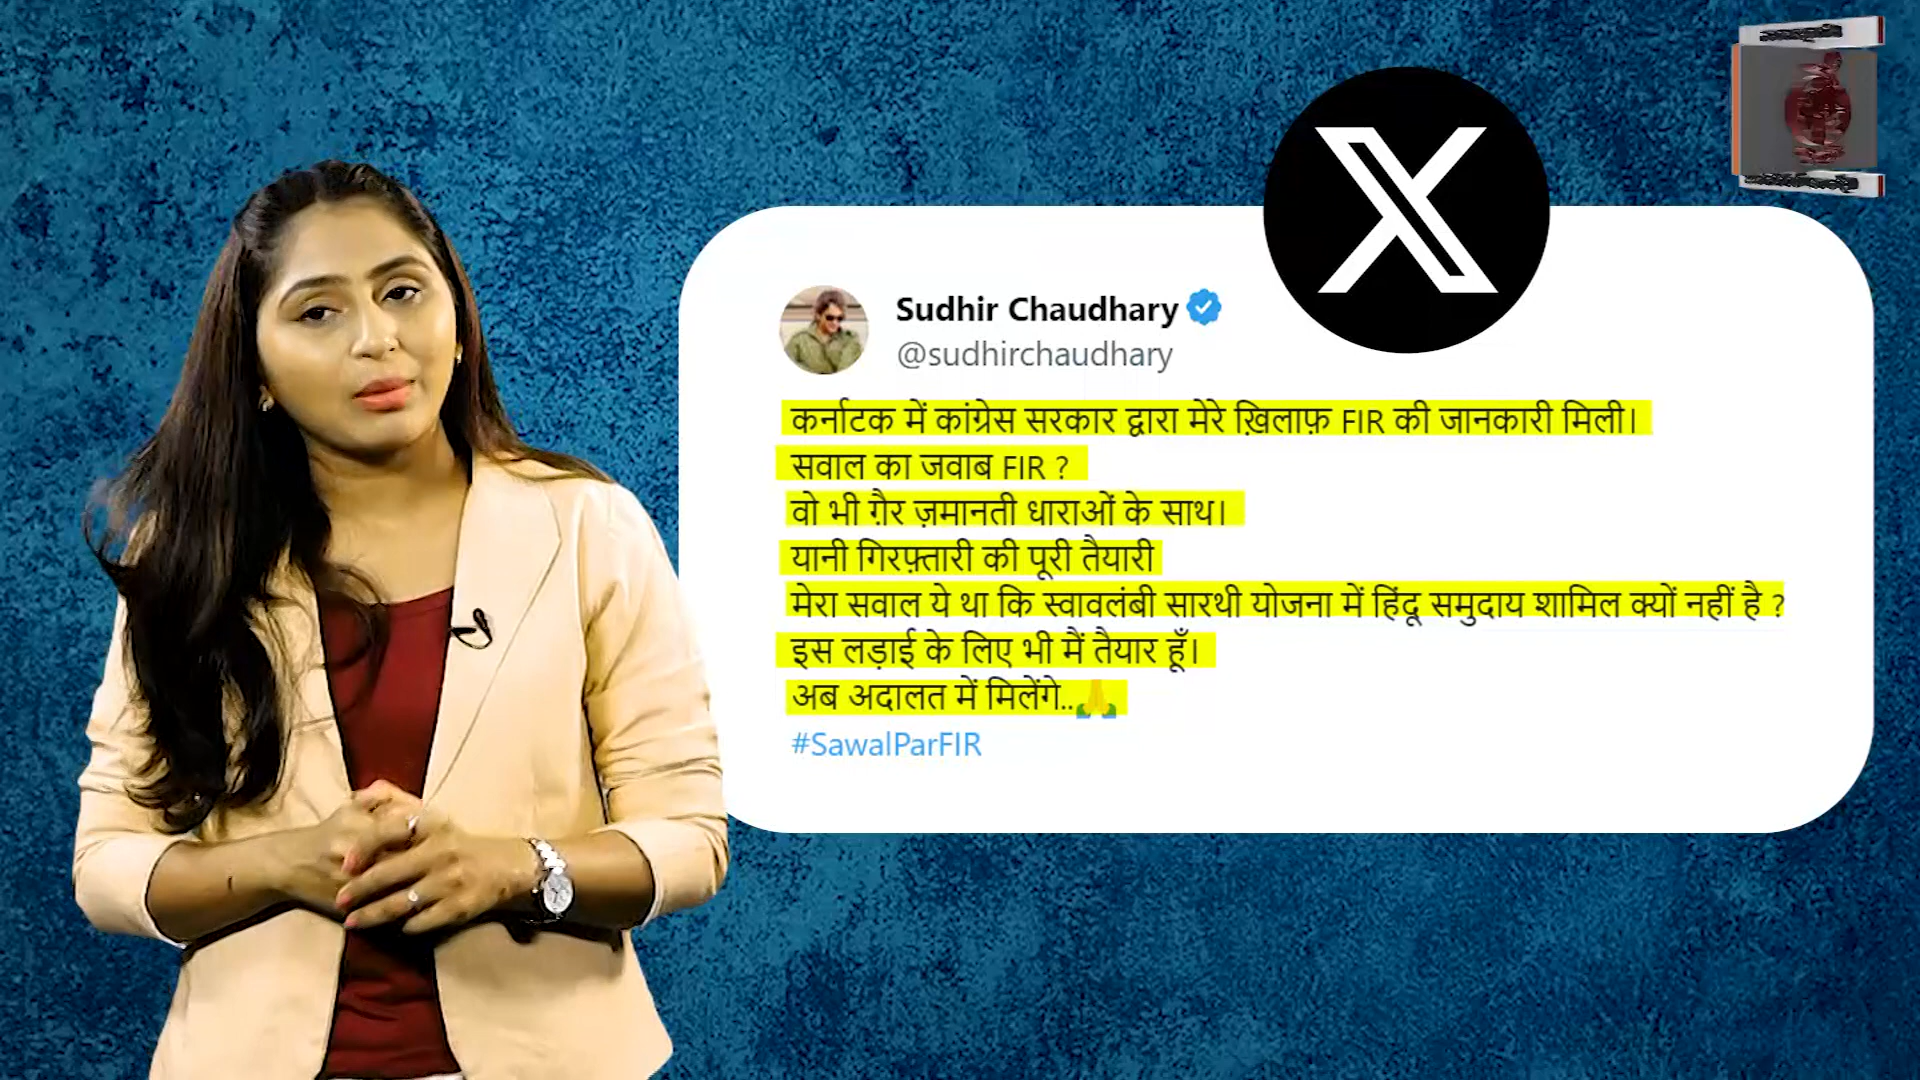 Sudhir Chaudhary
@sudhirchaudhary
कर्नाटक में कांग्रेस सरकार द्वारा मेरे ख़िलाफ़ FIR की जानकारी मिली।
सवाल का जवाब FIR ?
वो भी ग़ैर ज़मानती धाराओं के साथ।
यानी गिरफ़्तारी की पूरी तैयारी
मेरा सवाल ये था कि स्वावलंबी सारथी योजना में हिंदू समुदाय शामिल क्यों नहीं है ?
इस लड़ाई के लिए भी मैं तैयार हूँ।
अब अदालत में मिलेंगे..🙏
#SawalParFIR